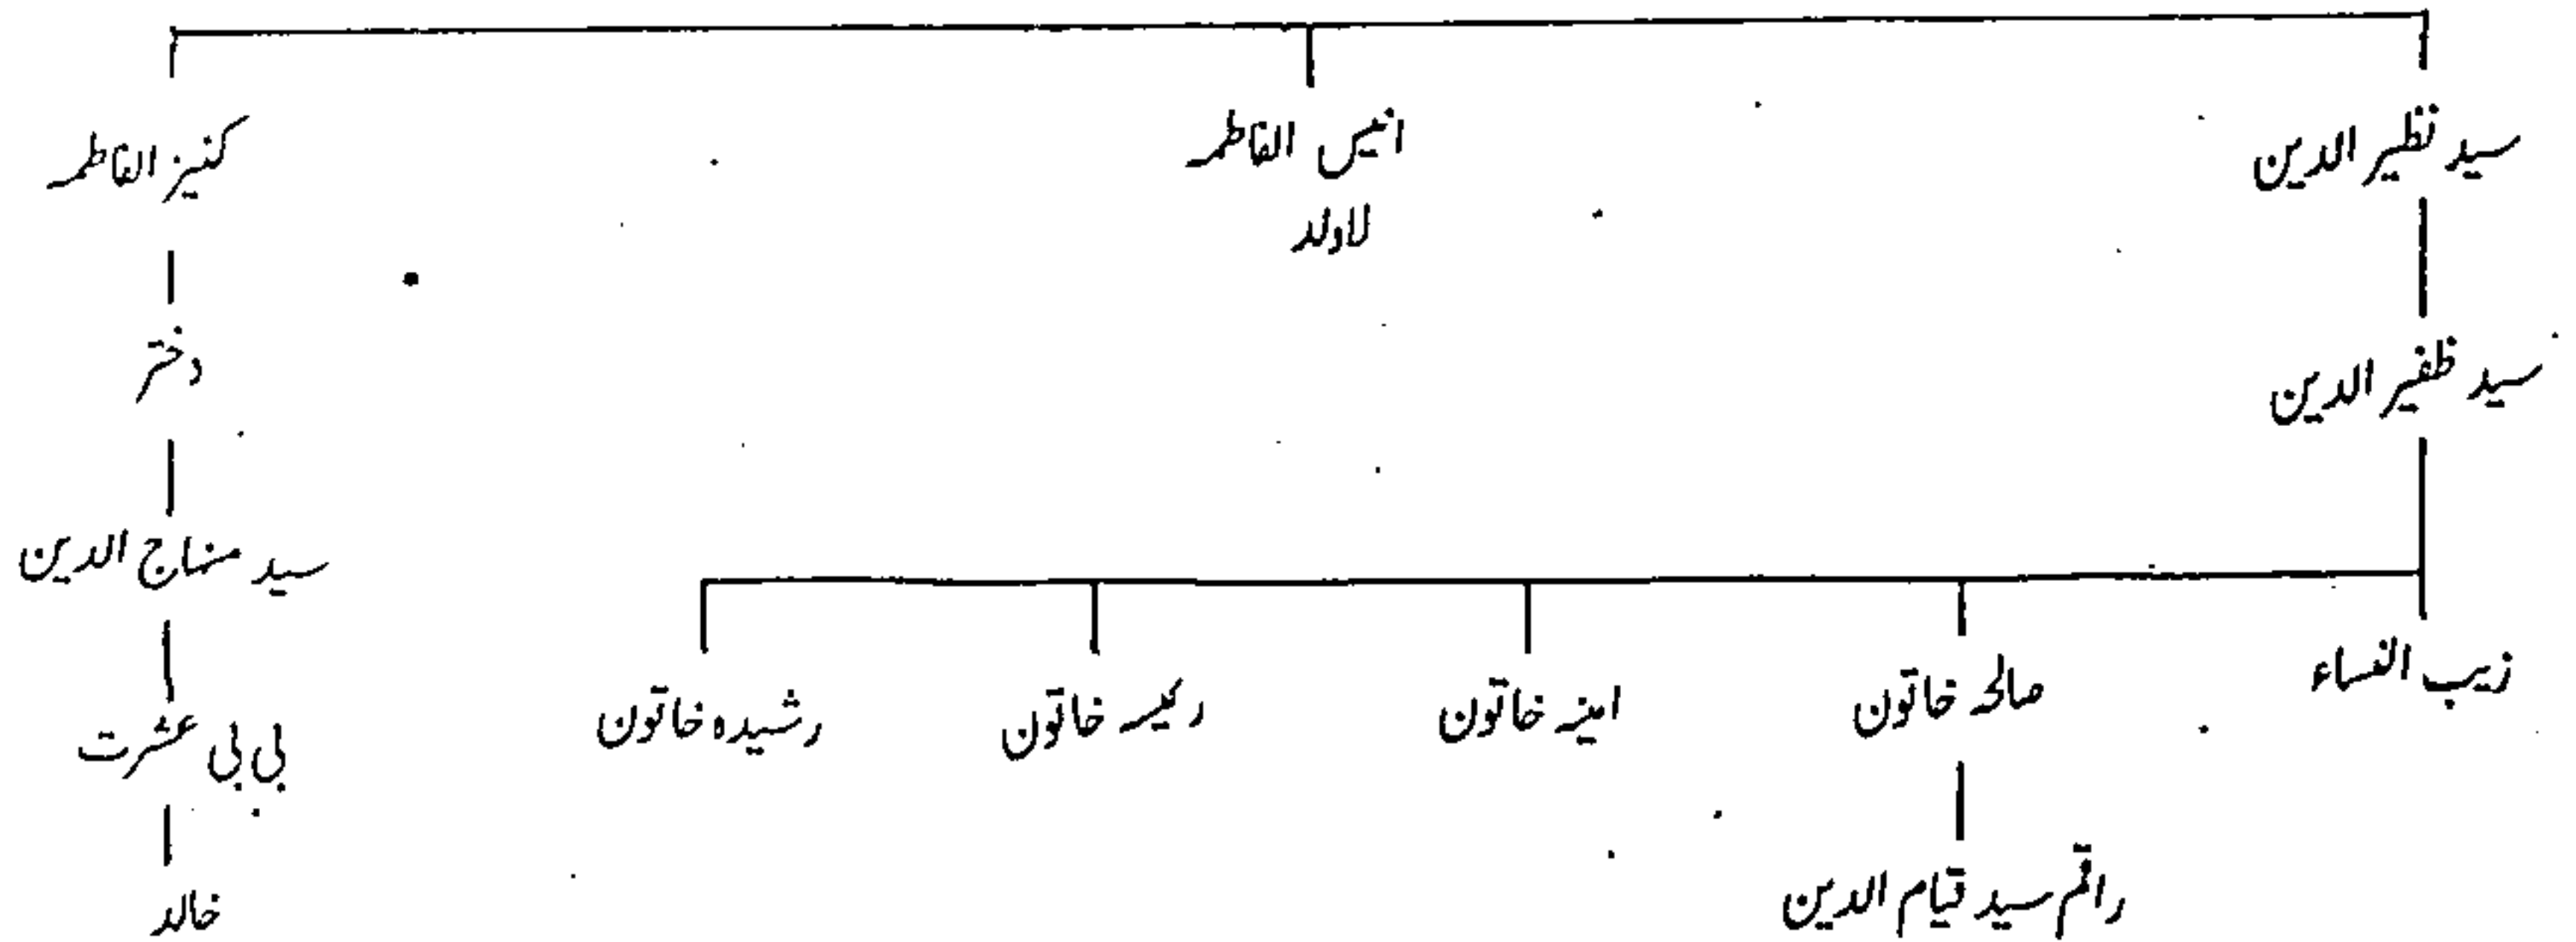 سید نظیر الدین
انیس الفاطمہ
کنیز الفاطمہ
لاولد
سید ظفیر الدین
دختر
سید منہاج الدین
زیب النساء
صالحہ خاتون
امینہ خاتون
رئیسہ خاتون
رشیدہ خاتون
بی بی عشرت
راقم سید قیام الدین
خالد